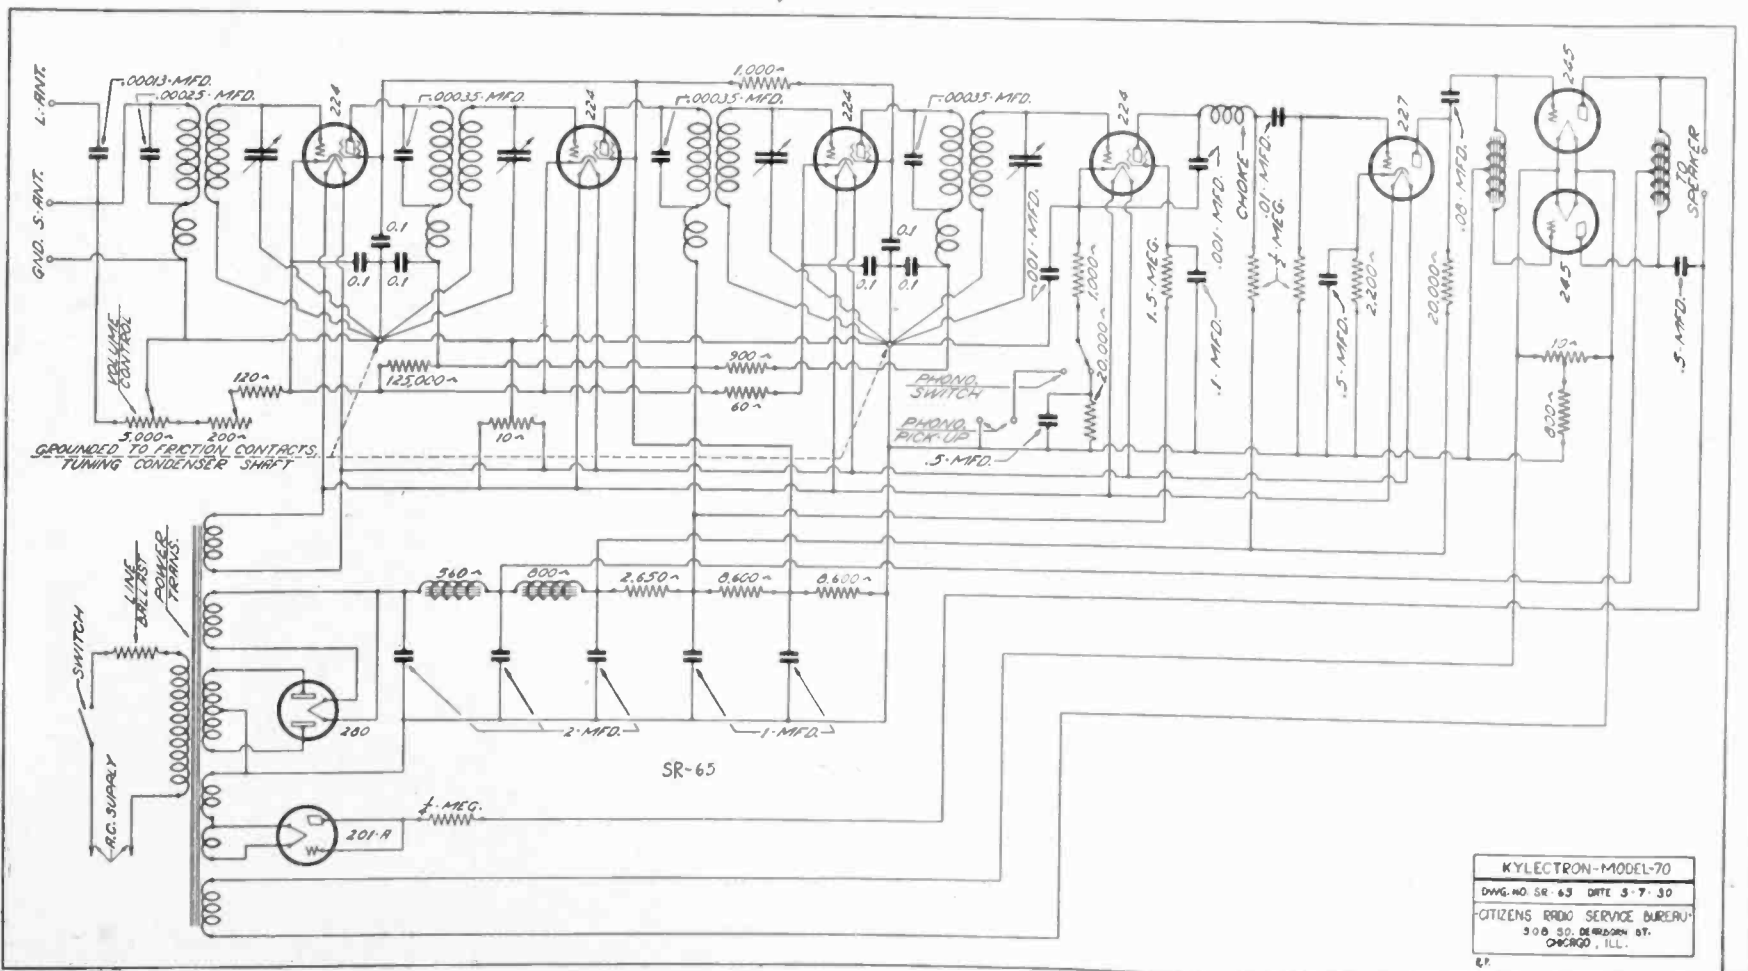 L. ANT.
GND. S. ANT.
.00013 MFD.
.00025 MFD.
224
.00035 MFD.
224
1,000~
.00035 MFD.
224
.00035 MFD.
224
227
245
245
TO SPEAKER
0.1
0.1
0.1
0.1
0.1
0.1
.001 MFD.
1,000~
1.5 MEG.
.001 MFD.
.1 MFD.
CHOKE
.01 MFD.
MEG.
.5 MFD.
2,200~
20,000~
.08 MFD.
.5 MFD.
10~
800~
VOLUME CONTROL
120~
5,000~
200~
125,000~
10~
900~
60~
20,000~
PHONO. SWITCH
PHONO. PICK-UP
.5 MFD.
GROUNDED TO FRICTION CONTACTS.
TUNING CONDENSER SHAFT
SWITCH
LINE BALLAST
POWER TRANS.
A.C. SUPPLY
560~
800~
2,650~
8,600~
8,600~
280
2 MFD.
1 MFD.
SR-65
MEG.
201-A
KYLECTRON-MODEL-70
DWG. NO. SR-65 DATE 5-7-30
CITIZENS RADIO SERVICE BUREAU
508 SO. DEARBORN ST.
CHICAGO, ILL.